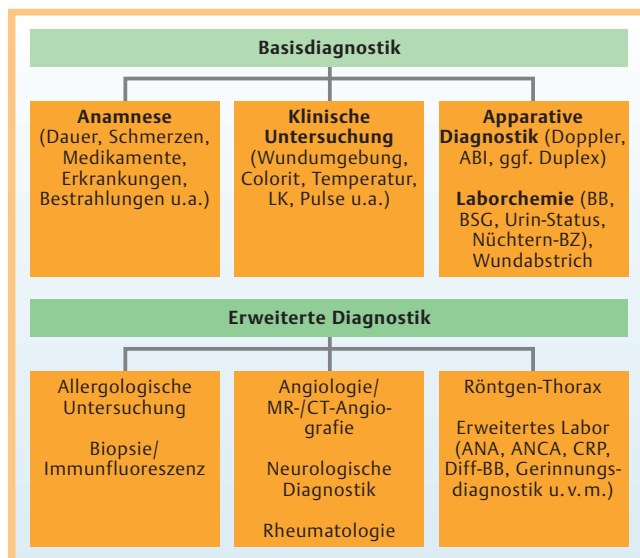 Basisdiagnostik
Anamnese
(Dauer, Schmerzen,
Medikamente,
Erkrankungen,
Bestrahlungen u.a.)
Klinische
Untersuchung
(Wundumgebung,
Colorit, Temperatur,
LK, Pulse u.a.)
Apparative
Diagnostik (Doppler,
ABI, ggf. Duplex)
Laborchemie (BB,
BSG, Urin-Status,
Nüchtern-BZ),
Wundabstrich
Erweiterte Diagnostik
Allergologische
Untersuchung
Biopsie/
Immunfluoreszenz
Angiologie/
MR-/CT-Angio-
grafie
Neurologische
Diagnostik
Rheumatologie
Röntgen-Thorax
Erweitertes Labor
(ANA, ANCA, CRP,
Diff-BB, Gerinnungs-
diagnostik u. v. m.)